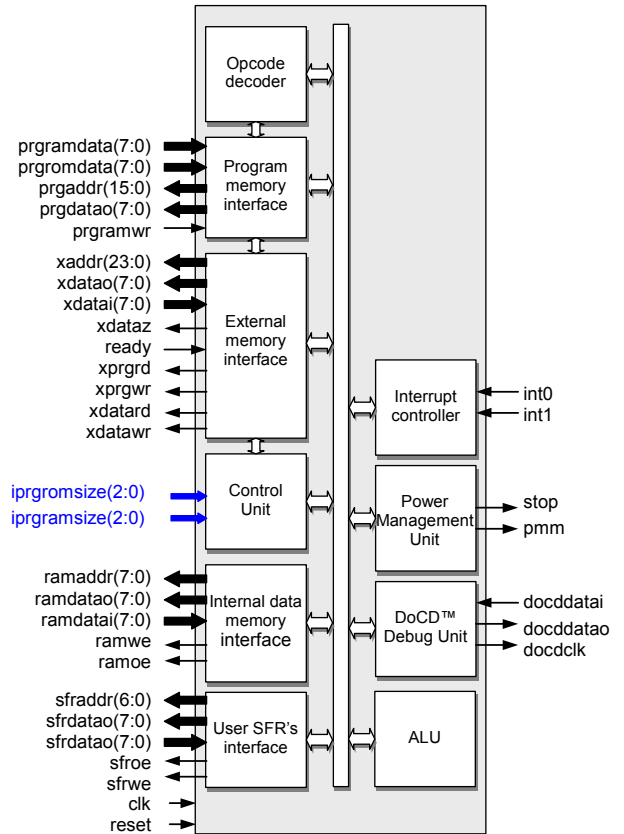 Opcode
decoder
prgramdata(7:0)
prgromdata(7:0)
prgaddr(15:0)
prgdatao(7:0)
prgramwr
Program
memory
interface
xaddr(23:0)
xdatao(7:0)
xdatai(7:0)
xdataz
ready
xprgrd
xprgwr
xdatard
xdatawr
External
memory
interface
Interrupt
controller
int0
int1
iprgromsize(2:0)
iprgramsize(2:0)
Control
Unit
Power
Management
Unit
stop
pmm
ramaddr(7:0)
ramdatao(7:0)
ramdatai(7:0)
ramwe
ramoe
Internal data
memory
interface
DoCD™
Debug Unit
docddatai
docddatao
docdclk
sfraddr(6:0)
sfrdatao(7:0)
sfrdatao(7:0)
sfroe
sfrwe
User SFR's
interface
ALU
clk
reset